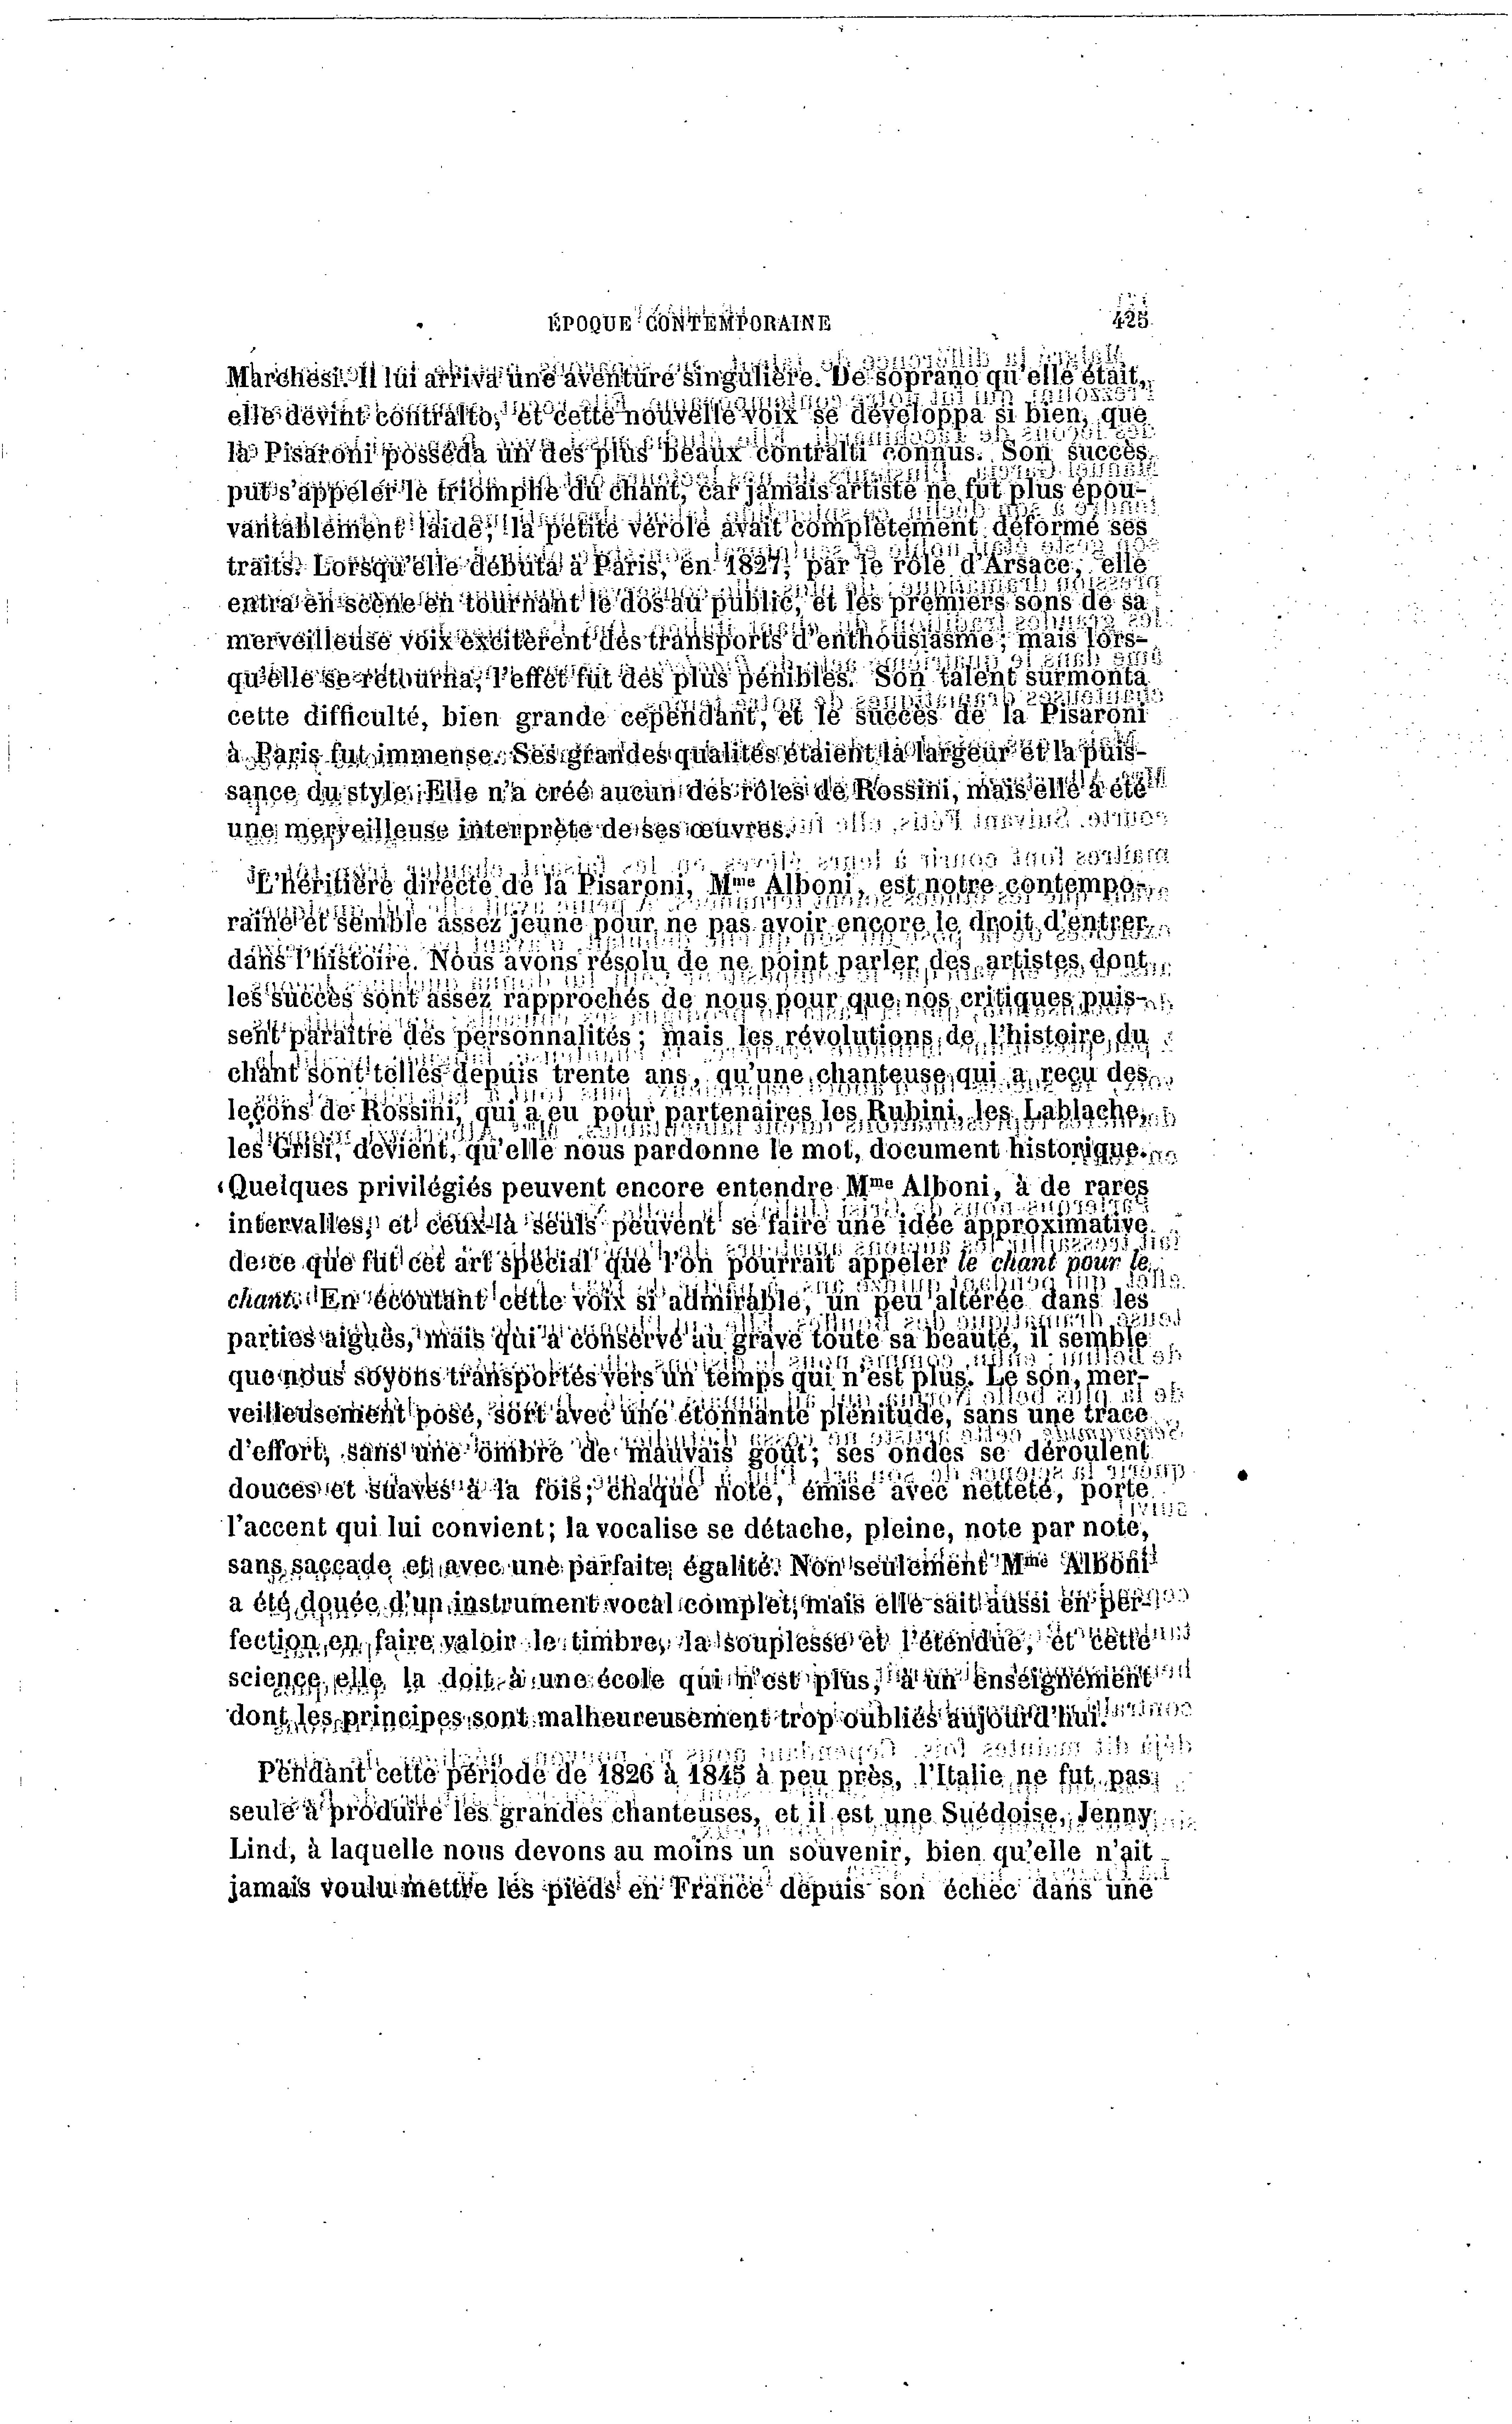 ÉPOQUE CONTEMPORAINE 425
Marchesi. Il lui arriva une aventure singulière. De soprano qu'elle était,
elle devint contralto, et cette nouvelle voix se développa si bien, que
la Pisaroni posséda un des plus beaux contralti connus. Son succès
put s'appeler le triomphe du chant, car jamais artiste ne fut plus épou-
vantablement laide; la petite vérole avait complètement déformé ses
traits. Lorsqu'elle débuta à Paris, en 1827, par le rôle d'Arsace, elle
entra en scène en tournant le dos au public, et les premiers sons de sa
merveilleuse voix excitèrent des transports d'enthousiasme; mais lors-
qu'elle se retourna, l'effet fut des plus pénibles. Son talent surmonta
cette difficulté, bien grande cependant, et le succès de la Pisaroni
à Paris fut immense. Ses grandes qualités étaient la largeur et la puis-
sance du style. Elle n'a créé aucun des rôles de Rossini, mais elle a été
une merveilleuse interprète de ses œuvres.
L'héritière directe de la Pisaroni, Mme Alboni, est notre contempo-
raine et semble assez jeune pour ne pas avoir encore le droit d'entrer
dans l'histoire. Nous avons résolu de ne point parler des artistes dont
les succès sont assez rapprochés de nous pour que nos critiques puis-
sent paraître des personnalités; mais les révolutions de l'histoire du
chant sont telles depuis trente ans, qu'une chanteuse qui a reçu des
leçons de Rossini, qui a eu pour partenaires les Rubini, les Lablache,
les Grisi, devient, qu'elle nous pardonne le mot, document historique.
Quelques privilégiés peuvent encore entendre Mme Alboni, à de rares
intervalles, et ceux-là seuls peuvent se faire une idée approximative
de ce que fut cet art spécial que l'on pourrait appeler le chant pour le
chant. En écoutant cette voix si admirable, un peu altérée dans les
parties aiguës, mais qui a conservé au grave toute sa beauté, il semble
que nous soyons transportés vers un temps qui n'est plus. Le son, mer-
veilleusement posé, sort avec une étonnante plénitude, sans une trace
d'effort, sans une ombre de mauvais goût; ses ondes se déroulent
douces et suaves à la fois; chaque note, émise avec netteté, porte
l'accent qui lui convient; la vocalise se détache, pleine, note par note,
sans saccade et avec une parfaite égalité. Non seulement Mme Alboni
a été douée d'un instrument vocal complet, mais elle sait aussi en per-
fection en faire valoir le timbre, la souplesse et l'étendue, et cette
science, elle la doit à une école qui n'est plus, à un enseignement
dont les principes sont malheureusement trop oubliés aujourd'hui.
Pendant cette période de 1826 à 1845 à peu près, l'Italie ne fut pas
seule à produire les grandes chanteuses, et il est une Suédoise, Jenny
Lind, à laquelle nous devons au moins un souvenir, bien qu'elle n'ait
jamais voulu mettre les pieds en France depuis son échec dans une